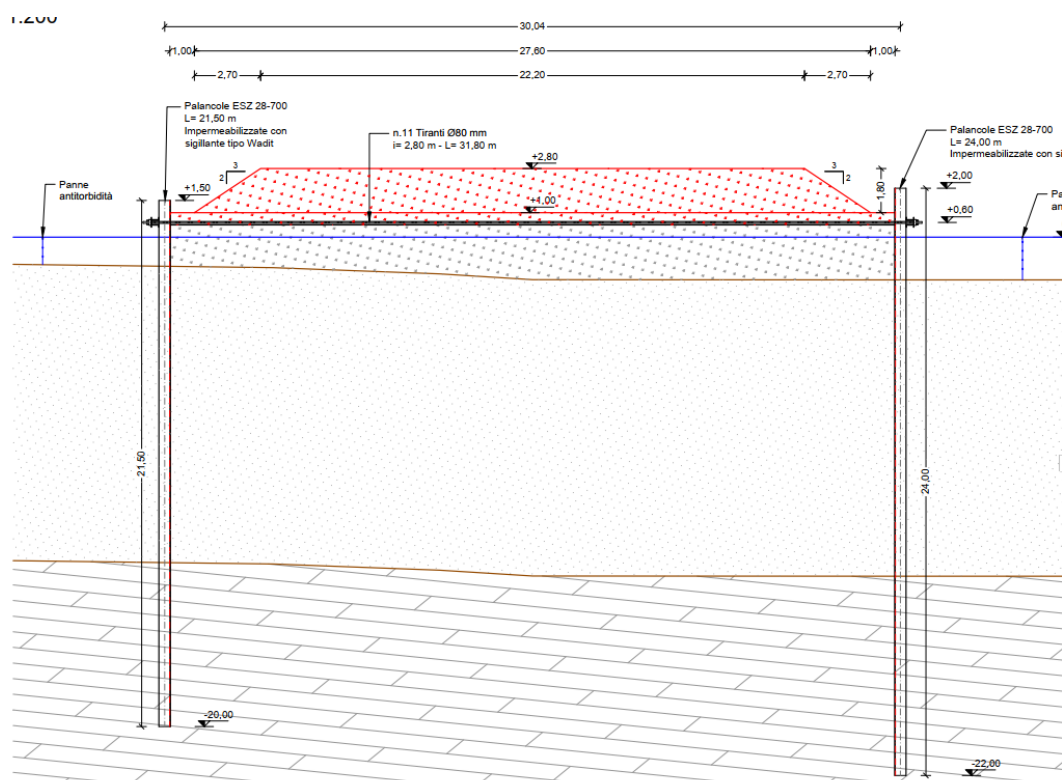 1:200
30,04
1,00
27,60
1,00
2,70
22,20
2,70
Palancole ESZ 28-700
L= 21,50 m
Impermeabilizzate con
sigillante tipo Wadit
n.11 Tiranti Ø80 mm
i= 2,80 m - L= 31,80 m
Palancole ESZ 28-700
L= 24,00 m
Impermeabilizzate con si
Panne
antitorbidità
+1,50
3
2
+2,80
3
2
1,80
+2,00
+1,00
+0,60
Pa
an
21,50
24,00
-20,00
-22,00